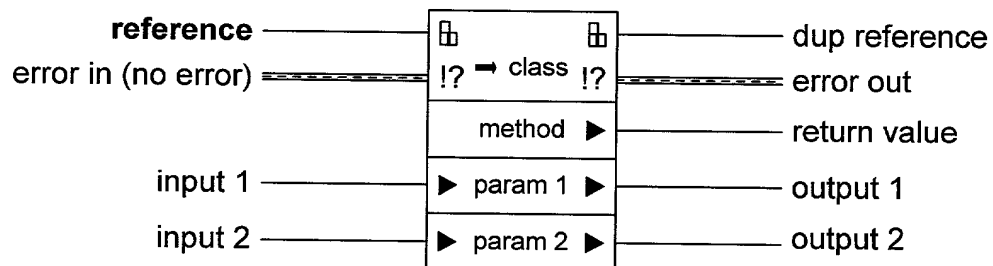 reference dup reference
error in (no error) !? class !? error out
method return value
input 1 param 1 output 1
input 2 param 2 output 2